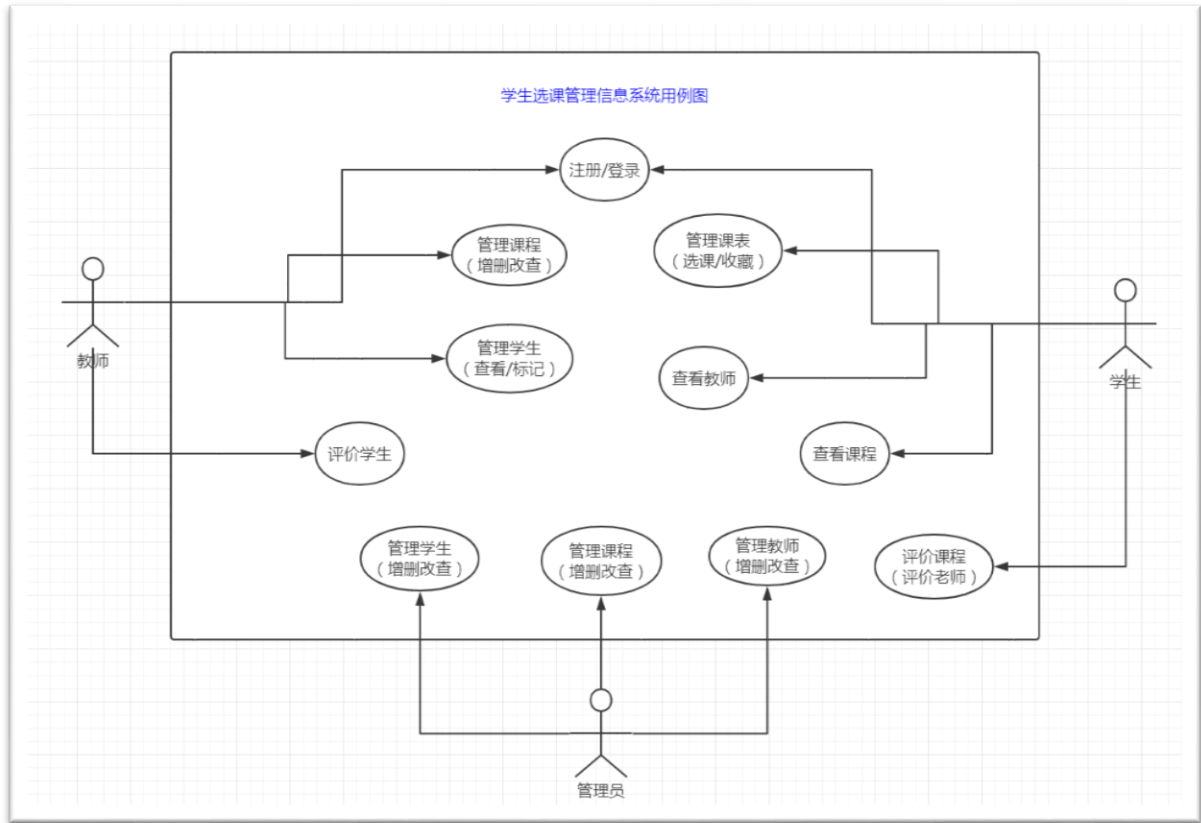 学生选课管理信息系统用例图
注册/登录
管理课程
（增删改查）
管理课表
（选课/收藏）
管理学生
（查看/标记）
查看教师
教师
学生
评价学生
查看课程
管理学生
（增删改查）
管理课程
（增删改查）
管理教师
（增删改查）
评价课程
（评价老师）
管理员